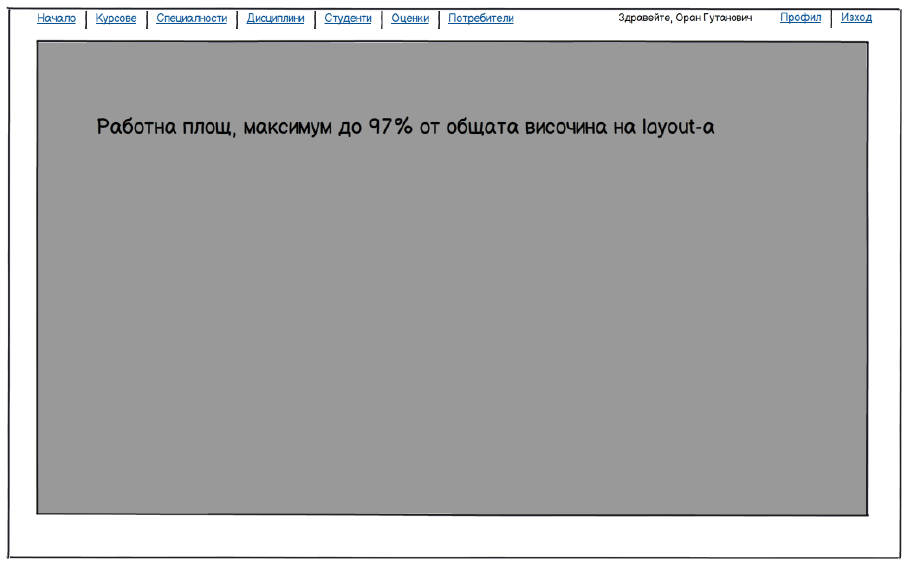 Начало Курсове Специалности Дисциплини Студенти Оценки Потребители Здравейте, Оран Гутанович Профил Изход
Работна площ, максимум до 97% от общата височина на layout-а